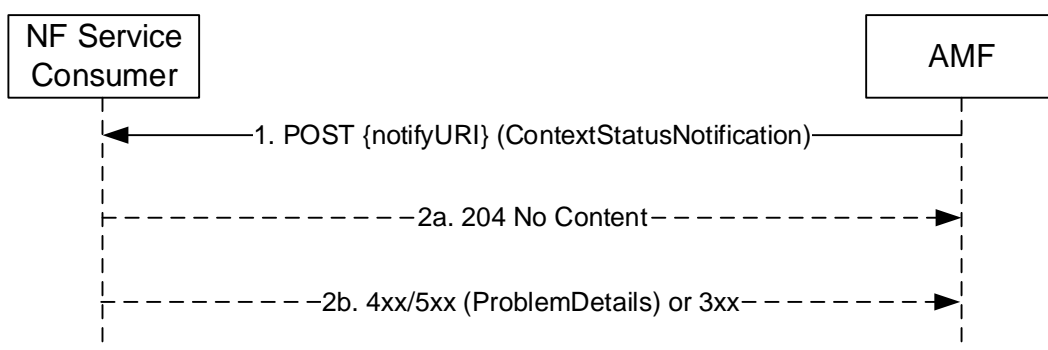 NF Service
Consumer
AMF
1. POST {notifyURI} (ContextStatusNotification)
2a. 204 No Content
2b. 4xx/5xx (ProblemDetails) or 3xx